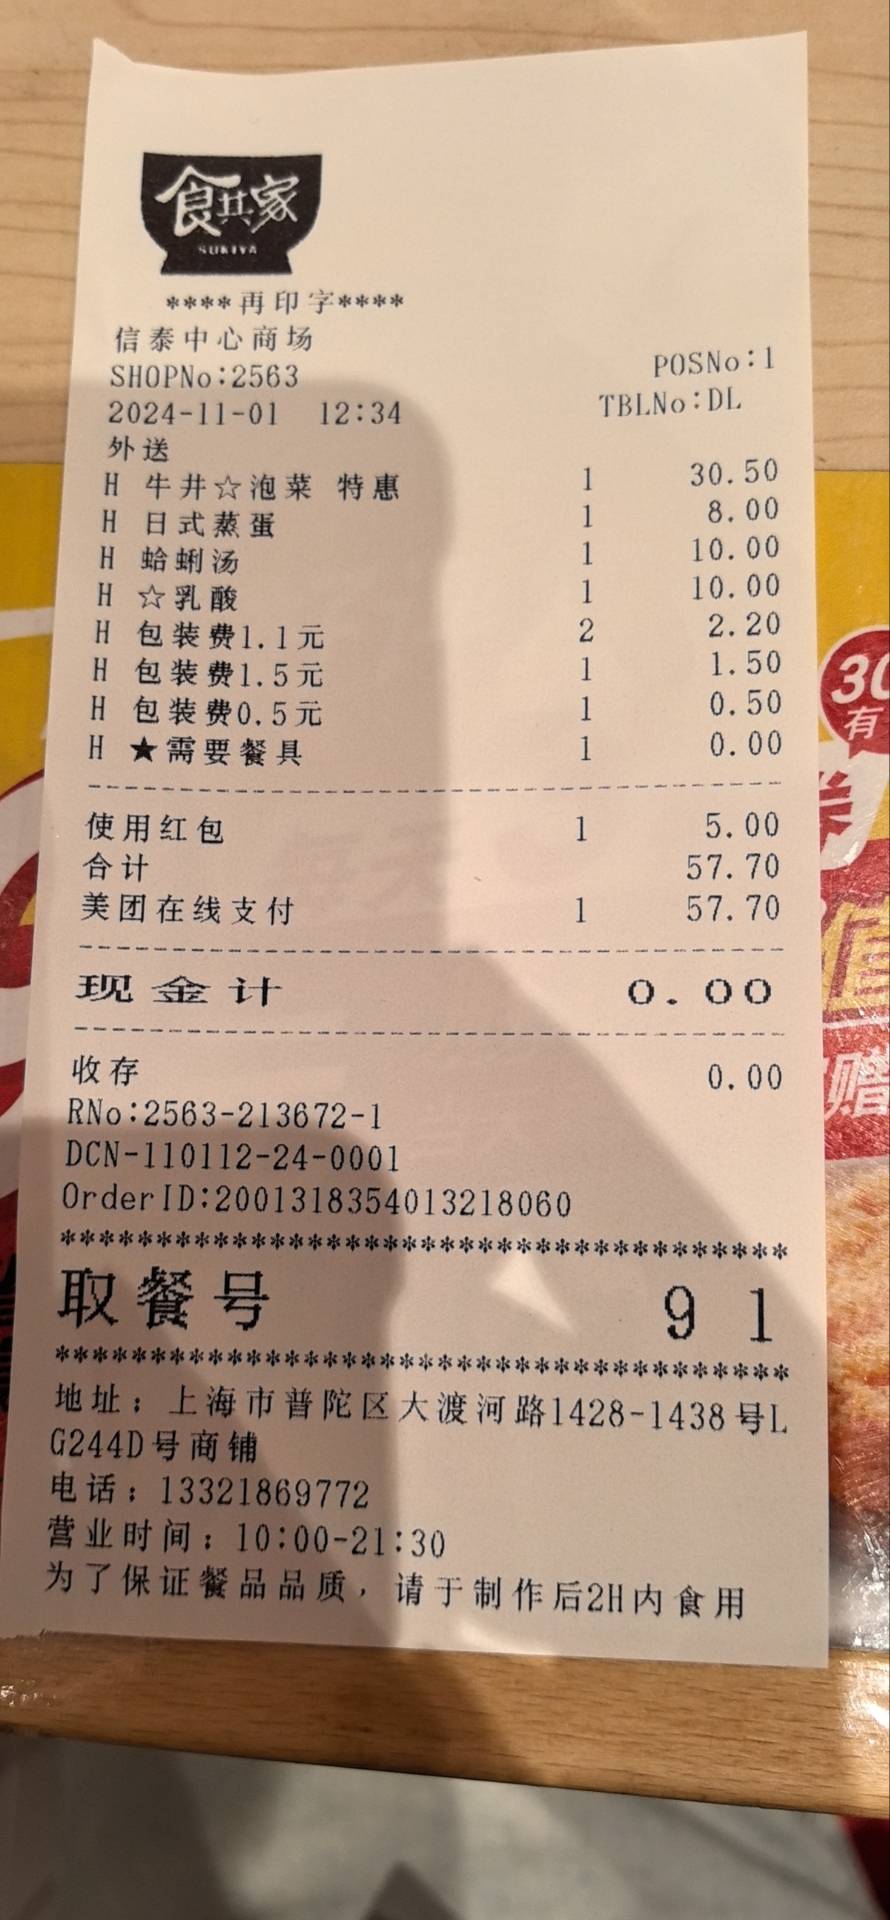 食其家
SUKIYA
****再印字****
信泰中心商场
SHOPNo:2563 POSNo:1
2024-11-01 12:34 TBLNo:DL
外送
H 牛丼☆泡菜 特惠 1 30.50
H 日式蒸蛋 1 8.00
H 蛤蜊汤 1 10.00
H ☆乳酸 1 10.00
H 包装费1.1元 2 2.20
H 包装费1.5元 1 1.50
H 包装费0.5元 1 0.50
H ★需要餐具 1 0.00
使用红包 1 5.00
合计 57.70
美团在线支付 1 57.70
现金计 0.00
收存 0.00
RNo:2563-213672-1
DCN-110112-24-0001
OrderID:2001318354013218060
****************************************
取餐号 91
****************************************
地址：上海市普陀区大渡河路1428-1438号L
G244D号商铺
电话：13321869772
营业时间：10:00-21:30
为了保证餐品品质，请于制作后2H内食用
30
有
券
值
赠